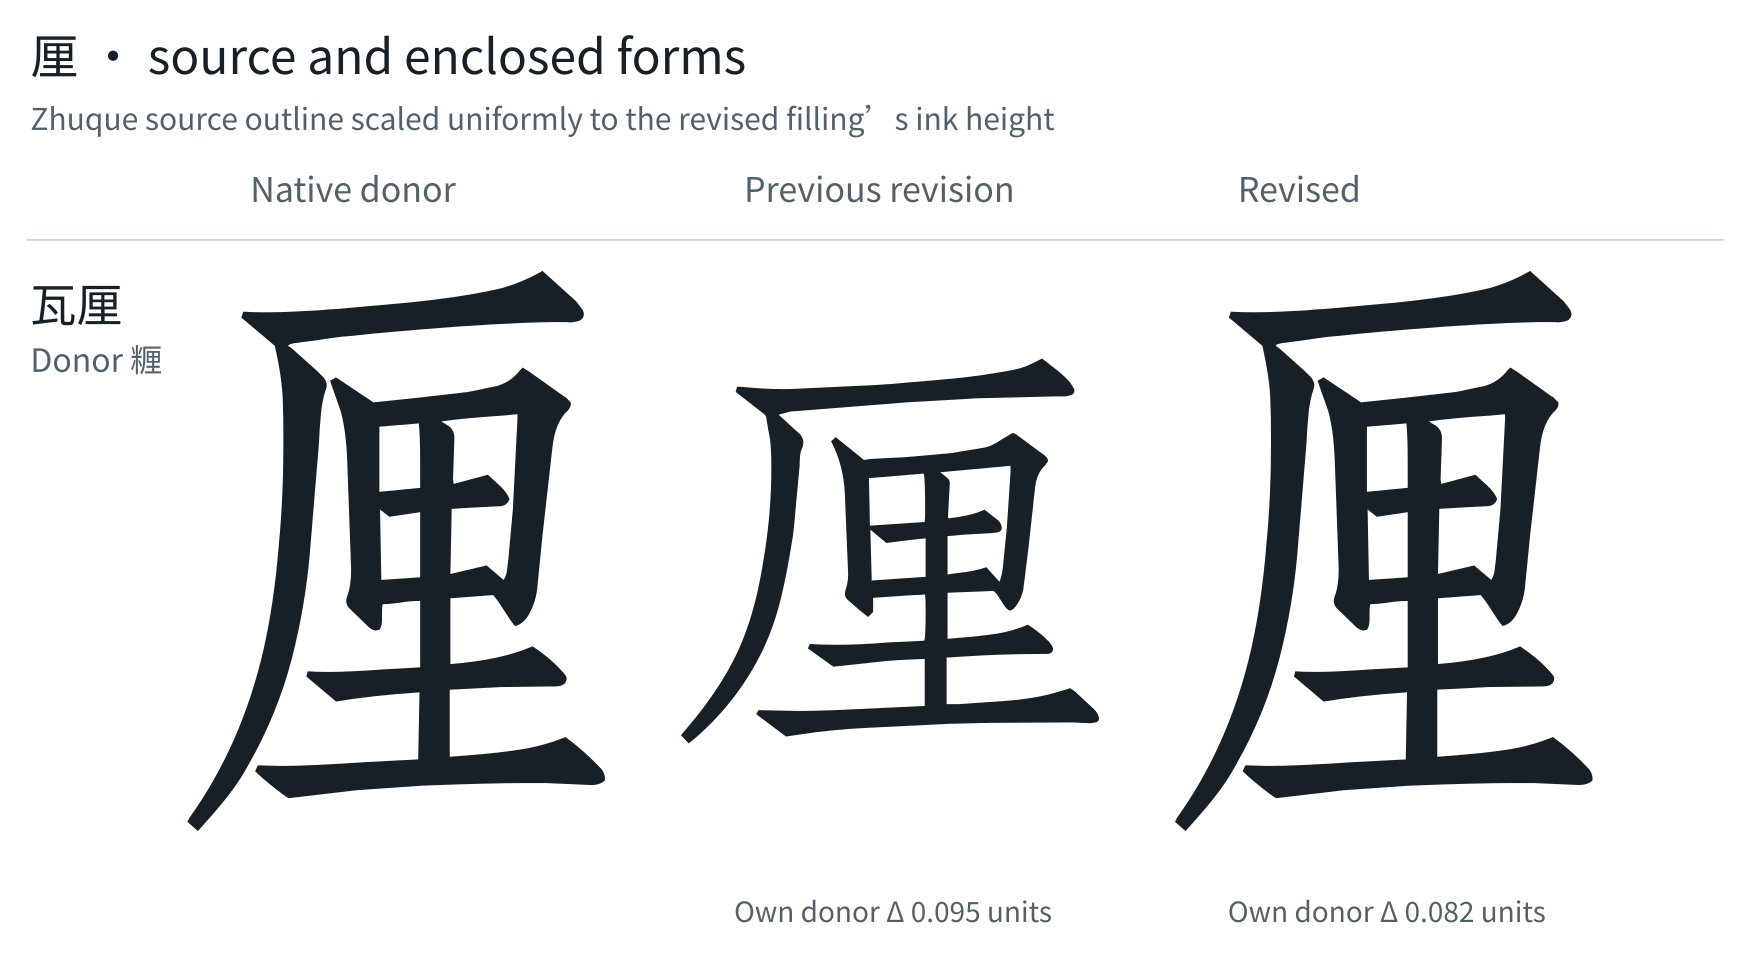 厘 · source and enclosed forms
Zhuque source outline scaled uniformly to the revised filling’s ink height
Native donor Previous revision Revised
瓦厘
Donor 糎
厘 厘 厘
Own donor Δ 0.095 units Own donor Δ 0.082 units